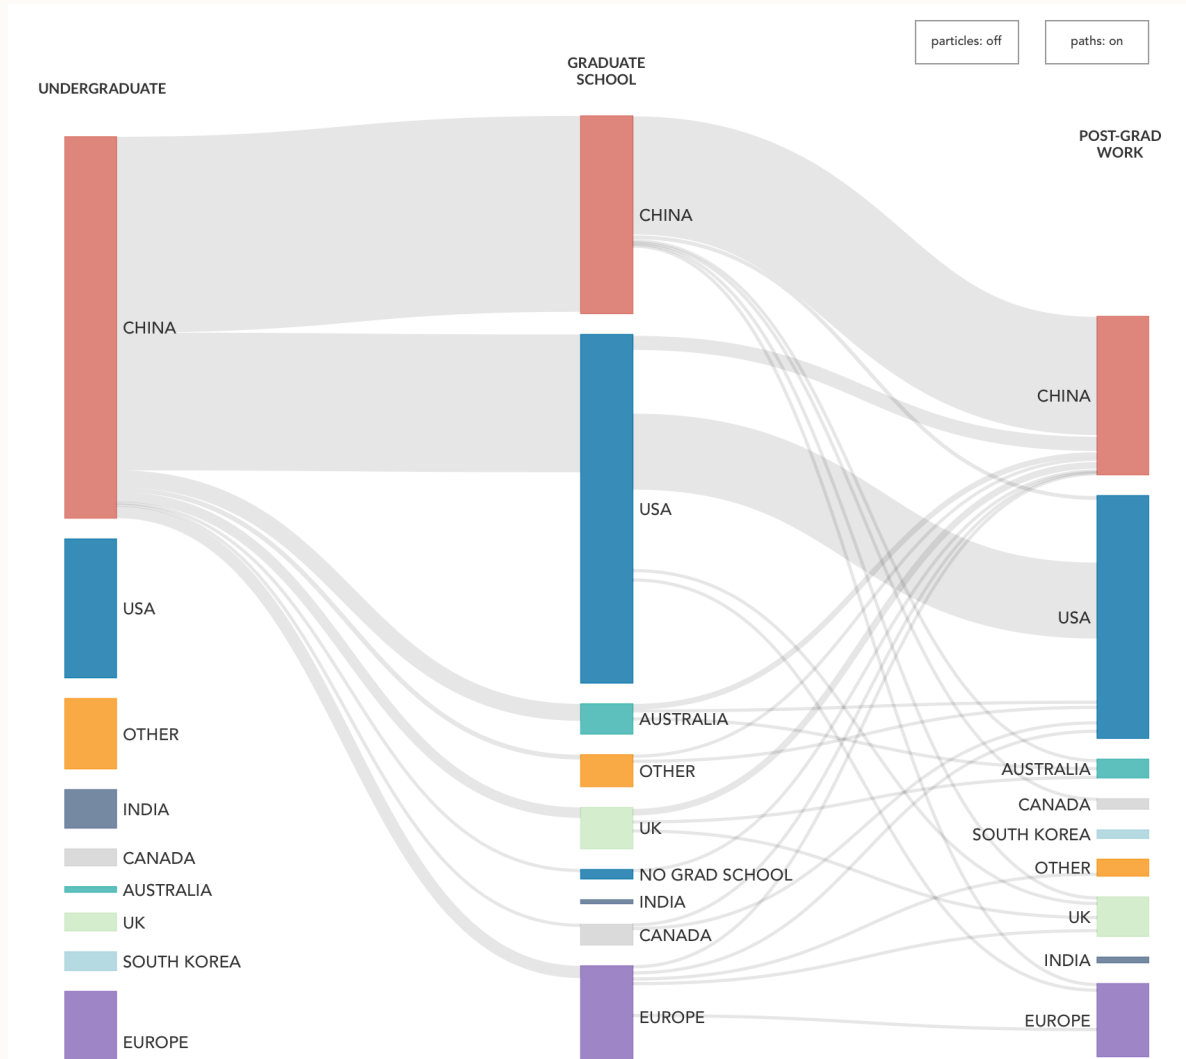 particles: off
paths: on
UNDERGRADUATE
GRADUATE
SCHOOL
POST-GRAD
WORK
CHINA
USA
OTHER
INDIA
CANADA
AUSTRALIA
UK
SOUTH KOREA
EUROPE
CHINA
USA
AUSTRALIA
OTHER
UK
NO GRAD SCHOOL
INDIA
CANADA
EUROPE
CHINA
USA
AUSTRALIA
CANADA
SOUTH KOREA
OTHER
UK
INDIA
EUROPE